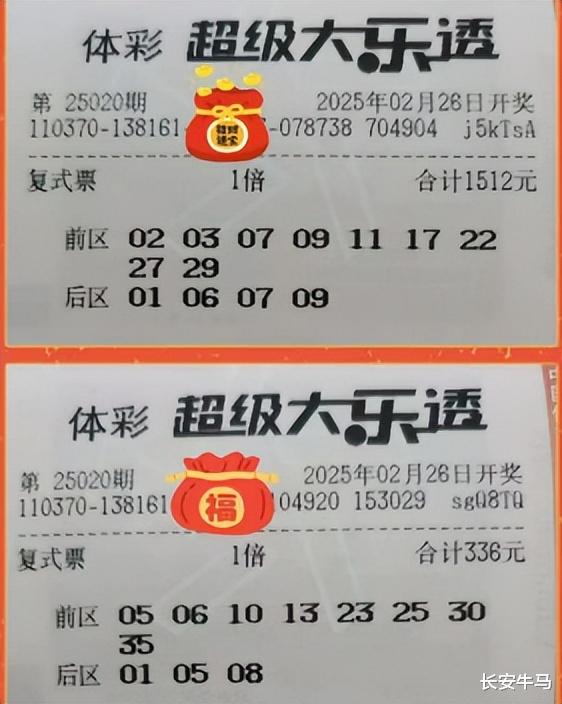 体彩 超级大乐透
第 25020期 2025年02月26日开奖
110370-138161 -078738 704904 j5kTsA
复式票 1倍 合计1512元
前区 02 03 07 09 11 17 22
27 29
后区 01 06 07 09
体彩 超级大乐透
第 25020期 2025年02月26日开奖
110370-138161 福 104920 153029 sgQ8TQ
复式票 1倍 合计336元
前区 05 06 10 13 23 25 30
35
后区 01 05 08
长安牛马